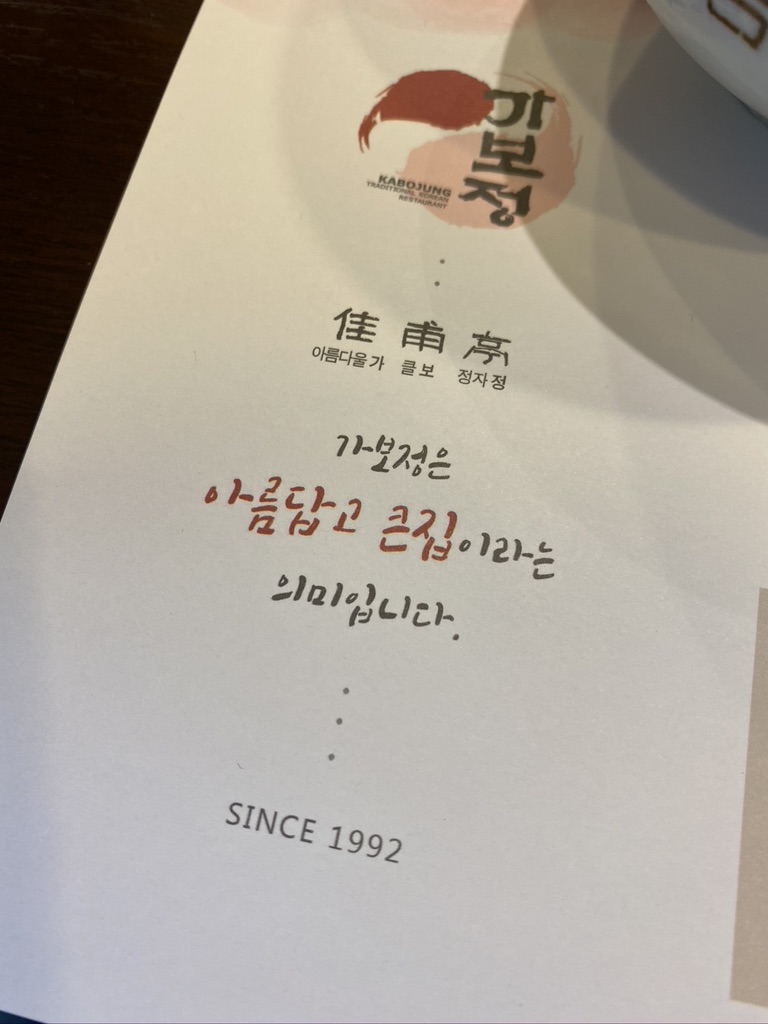 가보정
KABOJUNG
TRADITIONAL KOREAN
RESTAURANT
佳甫亭
아름다울 가 클 보 정자 정
가보정은
아름답고 큰집이라는
의미입니다.
SINCE 1992